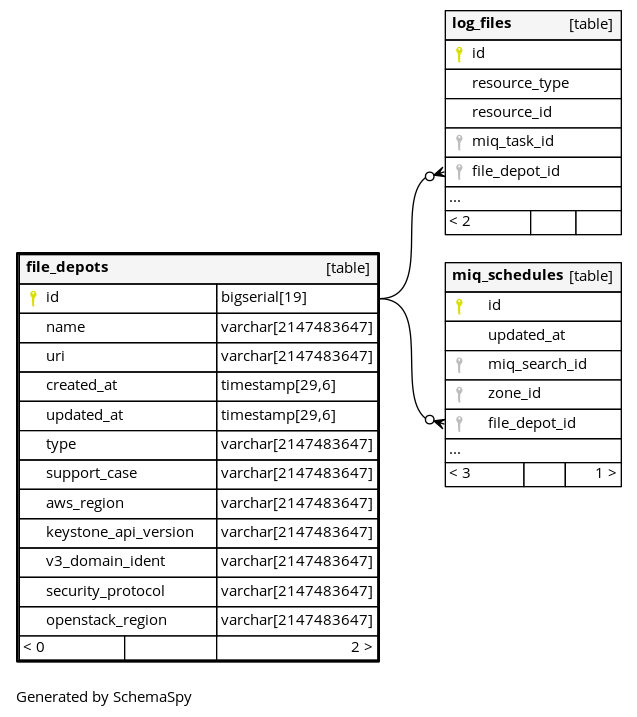 log_files [table]
id
resource_type
resource_id
miq_task_id
file_depot_id
...
< 2
file_depots [table]
id bigserial[19]
name varchar[2147483647]
uri varchar[2147483647]
created_at timestamp[29,6]
updated_at timestamp[29,6]
type varchar[2147483647]
support_case varchar[2147483647]
aws_region varchar[2147483647]
keystone_api_version varchar[2147483647]
v3_domain_ident varchar[2147483647]
security_protocol varchar[2147483647]
openstack_region varchar[2147483647]
< 0 2 >
miq_schedules [table]
id
updated_at
miq_search_id
zone_id
file_depot_id
...
< 3 1 >
Generated by SchemaSpy